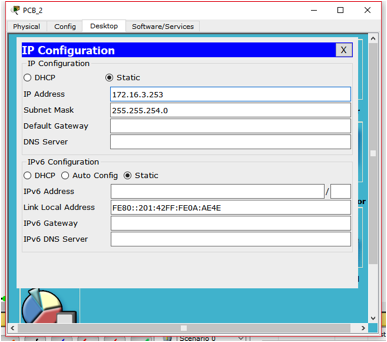 PCB_2
Physical Config Desktop Software/Services
IP Configuration X
IP Configuration
DHCP Static
IP Address 172.16.3.253
Subnet Mask 255.255.254.0
Default Gateway
DNS Server
IPv6 Configuration
DHCP Auto Config Static
IPv6 Address /
Link Local Address FE80::201:42FF:FE0A:AE4E
IPv6 Gateway
IPv6 DNS Server
or
Scenario 0